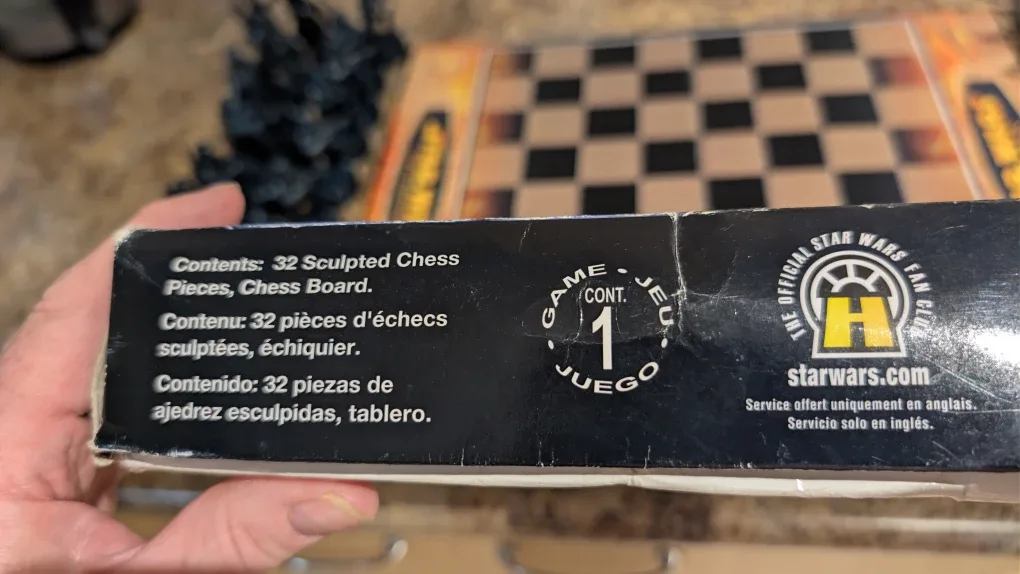 Contents: 32 Sculpted Chess
Pieces, Chess Board.
Contenu: 32 pièces d'échecs
sculptées, échiquier.
Contenido: 32 piezas de
ajedrez esculpidas, tablero.
GAME • JEU • JUEGO •
CONT.
1
THE OFFICIAL STAR WARS FAN CLUB
H
starwars.com
Service offert uniquement en anglais.
Servicio solo en inglés.